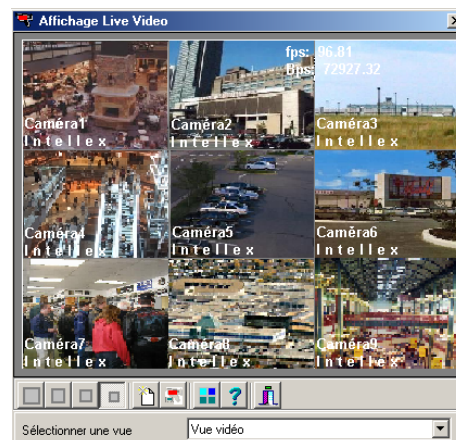 Affichage Live Video
fps: 96.81
Bps: 72927.32
Caméra1
Intellex
Caméra2
Intellex
Caméra3
Intellex
Caméra4
Intellex
Caméra5
Intellex
Caméra6
Intellex
Caméra7
Intellex
Caméra8
Intellex
Caméra9
Intellex
Sélectionner une vue
Vue vidéo